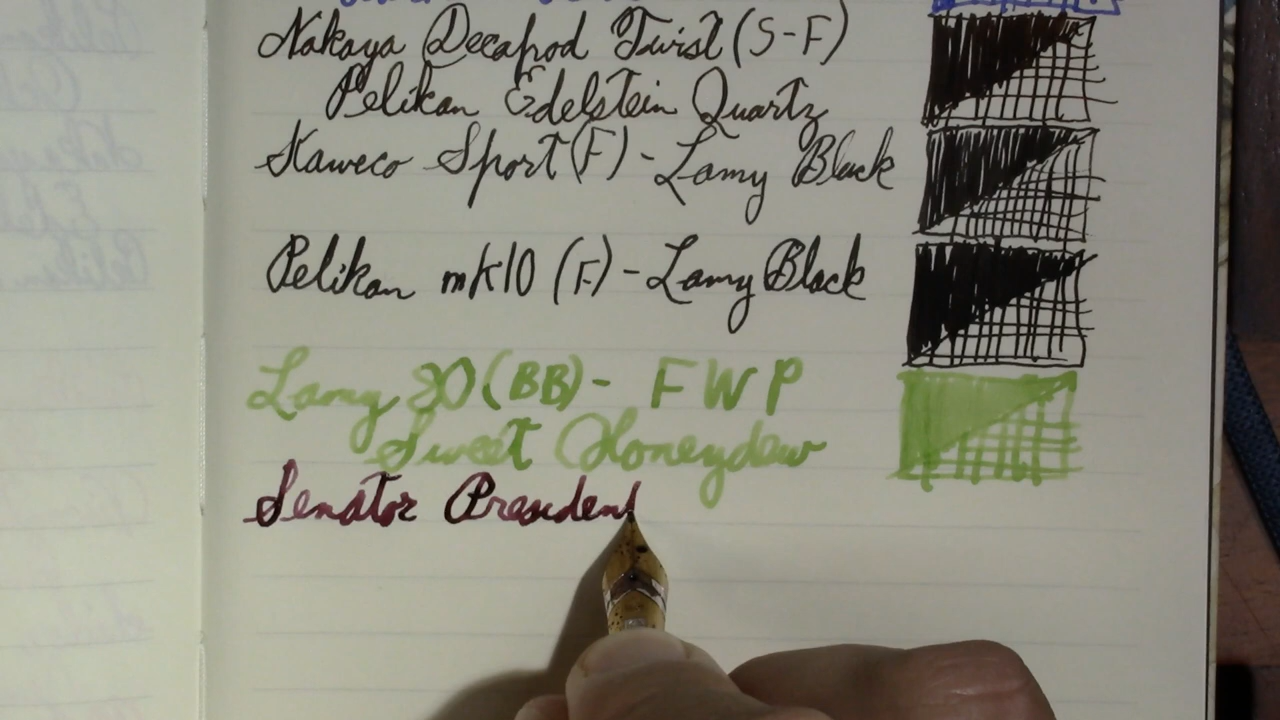 Nakaya Decapod Twist (S-F)
Pelikan Edelstein Quartz
Kaweco Sport (F) - Lamy Black
Pelikan mk10 (F) - Lamy Black
Lamy 80 (BB) - FWP
Sweet Honeydew
Senator President